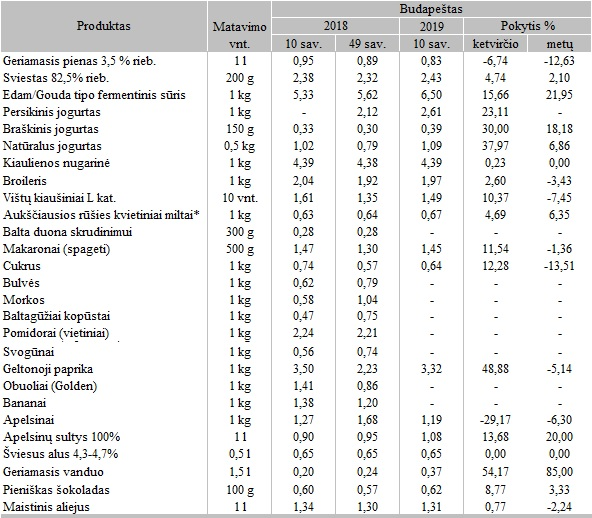 Produktas Matavimo vnt. Budapeštas
2018 2019 Pokytis %
10 sav. 49 sav. 10 sav. ketvirčio metų
Geriamasis pienas 3,5 % rieb. 1 l 0,95 0,89 0,83 -6,74 -12,63
Sviestas 82,5% rieb. 200 g 2,38 2,32 2,43 4,74 2,10
Edam/Gouda tipo fermentinis sūris 1 kg 5,33 5,62 6,50 15,66 21,95
Persikinis jogurtas 1 kg - 2,12 2,61 23,11 -
Braškinis jogurtas 150 g 0,33 0,30 0,39 30,00 18,18
Natūralus jogurtas 0,5 kg 1,02 0,79 1,09 37,97 6,86
Kiaulienos nugarinė 1 kg 4,39 4,38 4,39 0,23 0,00
Broileris 1 kg 2,04 1,92 1,97 2,60 -3,43
Vištų kiaušiniai L kat. 10 vnt. 1,61 1,35 1,49 10,37 -7,45
Aukščiausios rūšies kvietiniai miltai* 1 kg 0,63 0,64 0,67 4,69 6,35
Balta duona skrudinimui 300 g 0,28 0,28 - - -
Makaronai (spageti) 500 g 1,47 1,30 1,45 11,54 -1,36
Cukrus 1 kg 0,74 0,57 0,64 12,28 -13,51
Bulvės 1 kg 0,62 0,79 - - -
Morkos 1 kg 0,58 1,04 - - -
Baltagūžiai kopūstai 1 kg 0,47 0,75 - - -
Pomidorai (vietiniai) 1 kg 2,24 2,21 - - -
Svogūnai 1 kg 0,56 0,74 - - -
Geltonoji paprika 1 kg 3,50 2,23 3,32 48,88 -5,14
Obuoliai (Golden) 1 kg 1,41 0,86 - - -
Bananai 1 kg 1,38 1,20 - - -
Apelsinai 1 kg 1,27 1,68 1,19 -29,17 -6,30
Apelsinų sultys 100% 1 l 0,90 0,95 1,08 13,68 20,00
Šviesus alus 4,3-4,7% 0,5 l 0,65 0,65 0,65 0,00 0,00
Geriamasis vanduo 1,5 l 0,20 0,24 0,37 54,17 85,00
Pieniškas šokoladas 100 g 0,60 0,57 0,62 8,77 3,33
Maistinis aliejus 1 l 1,34 1,30 1,31 0,77 -2,24